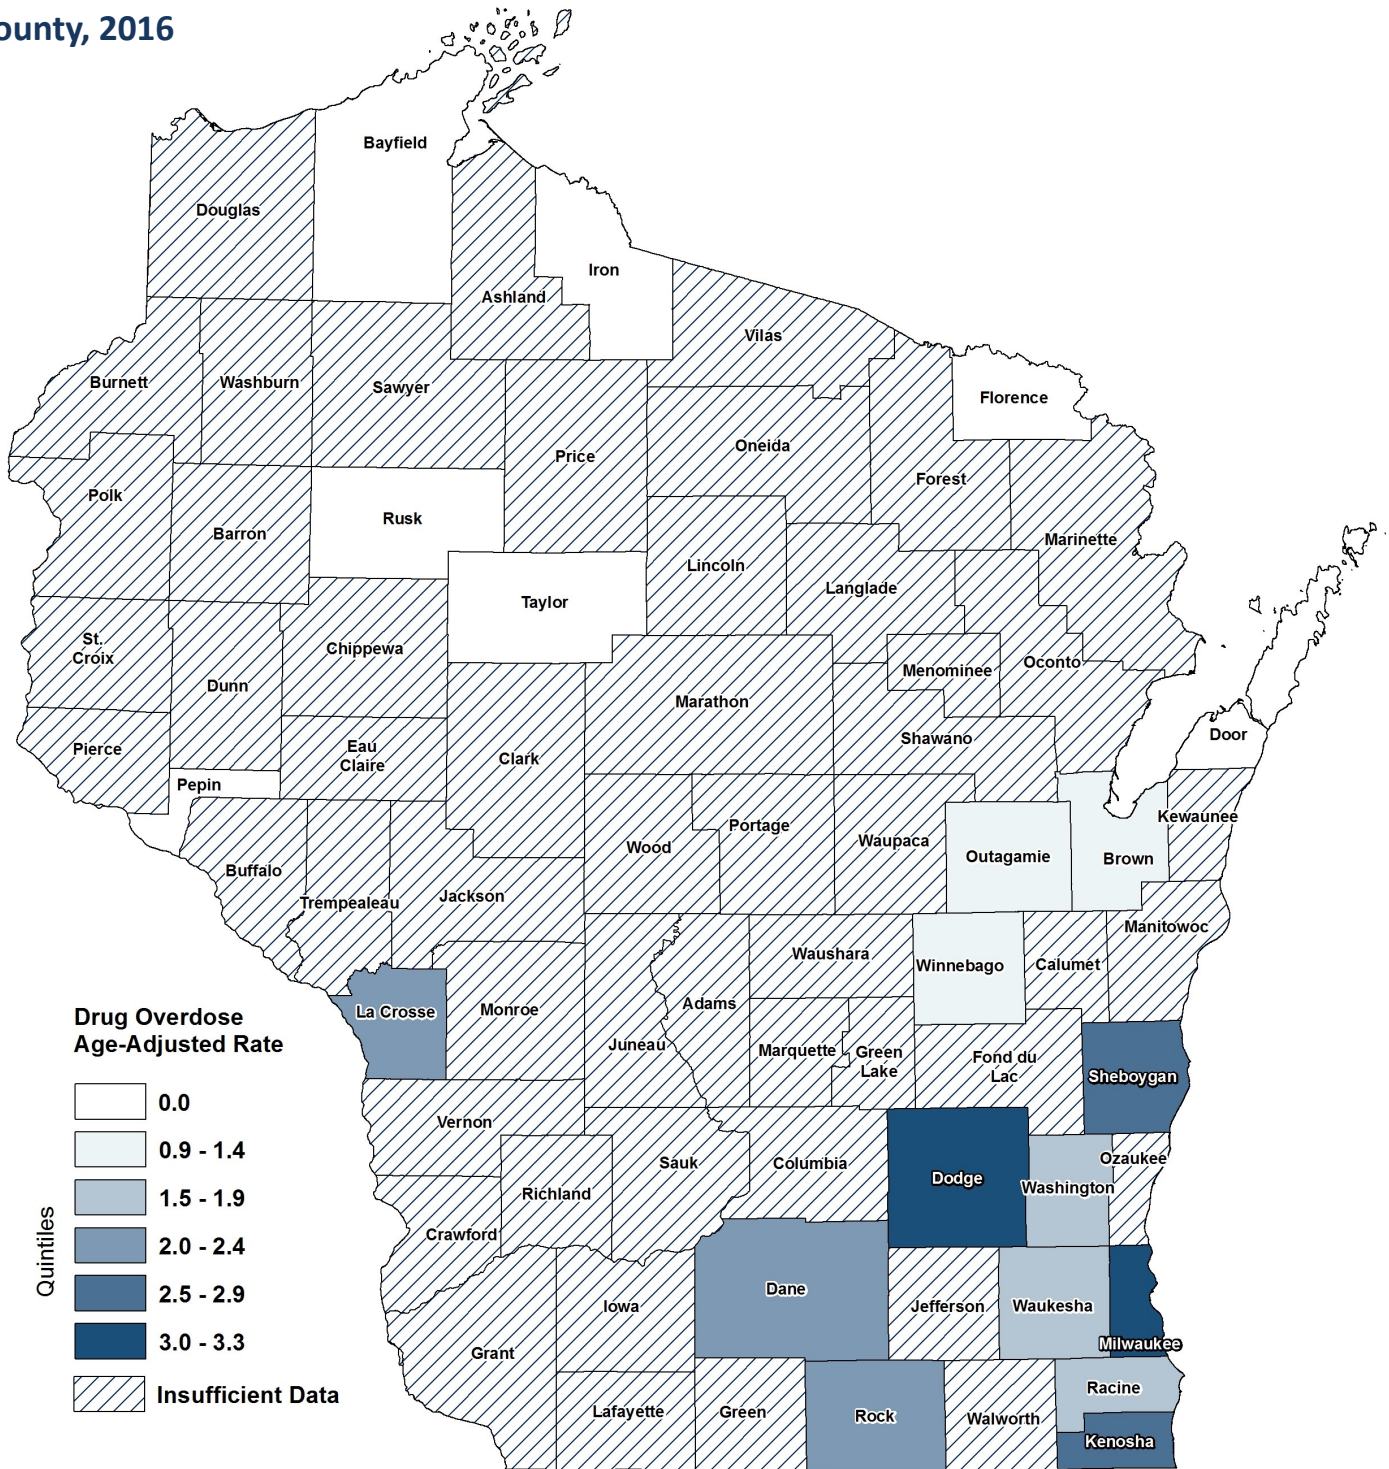 ounty, 2016
Bayfield
Douglas
Iron
Ashland
Vilas
Burnett
Washburn
Sawyer
Florence
Price
Oneida
Forest
Polk
Rusk
Barron
Marinette
Lincoln
Langlade
Taylor
St.
Croix
Chippewa
Oconto
Menominee
Dunn
Marathon
Shawano
Door
Pierce
Eau
Claire
Clark
Pepin
Kewaunee
Portage
Waupaca
Wood
Outagamie
Brown
Buffalo
Trempealeau
Jackson
Manitowoc
Waushara
Winnebago
Calumet
La Crosse
Monroe
Adams
Juneau
Marquette
Green
Lake
Fond du
Lac
Sheboygan
Vernon
Sauk
Columbia
Dodge
Ozaukee
Washington
Richland
Crawford
Dane
Iowa
Jefferson
Waukesha
Milwaukee
Grant
Racine
Lafayette
Green
Rock
Walworth
Kenosha
Drug Overdose
Age-Adjusted Rate
Quintiles
0.0
0.9 - 1.4
1.5 - 1.9
2.0 - 2.4
2.5 - 2.9
3.0 - 3.3
Insufficient Data